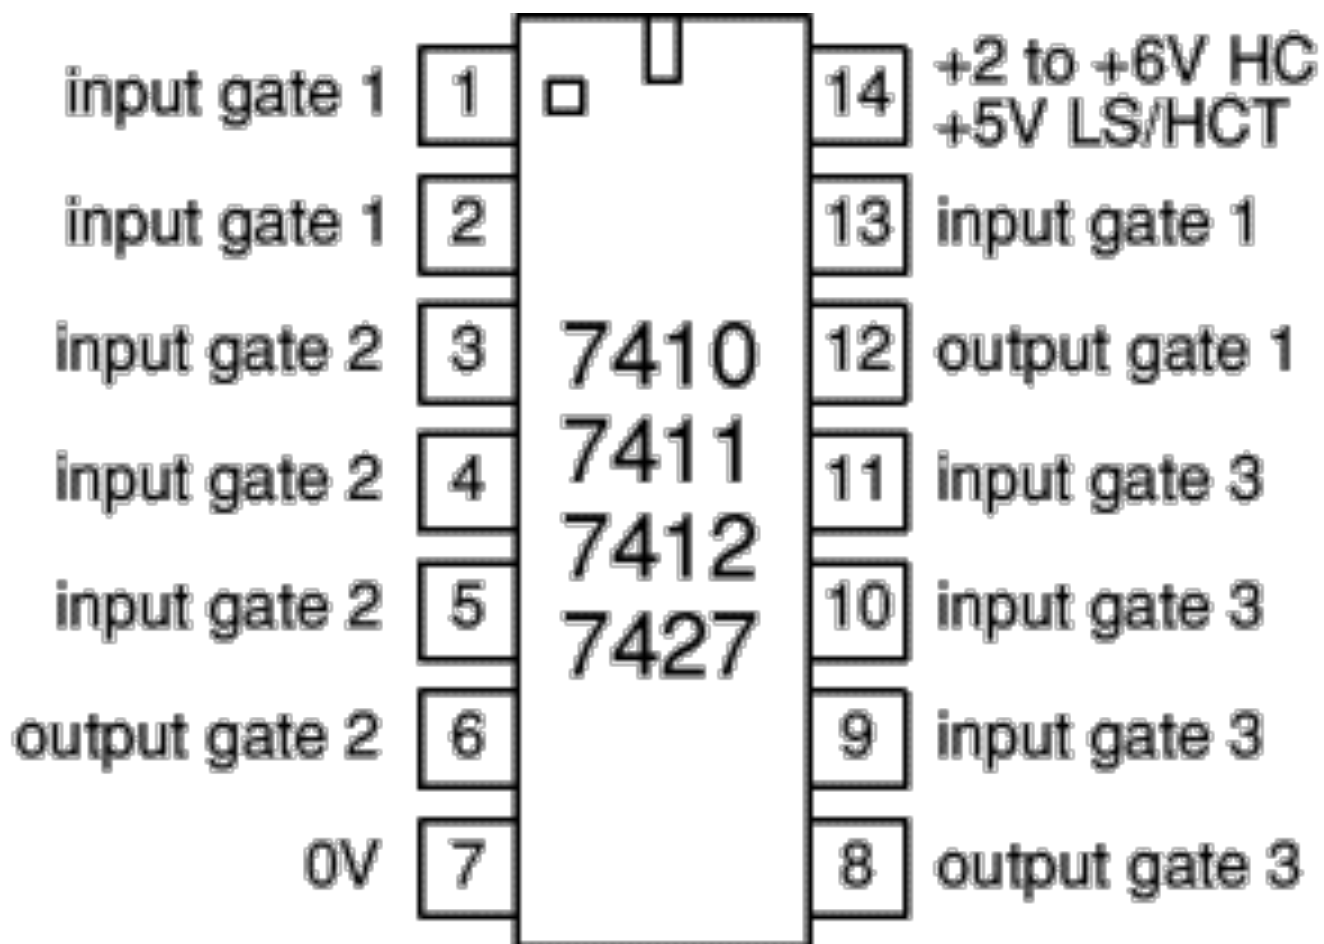 input gate 1
1
14
+2 to +6V HC
+5V LS/HCT
input gate 1
2
13
input gate 1
input gate 2
3
7410
12
output gate 1
input gate 2
4
7411
11
input gate 3
7412
input gate 2
5
7427
10
input gate 3
output gate 2
6
9
input gate 3
0V
7
8
output gate 3